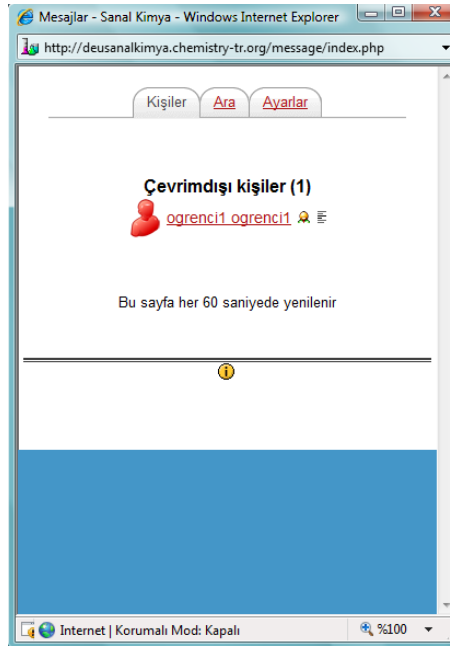 Mesajlar - Sanal Kimya - Windows Internet Explorer
http://deusanalkimya.chemistry-tr.org/message/index.php
Kişiler Ara Ayarlar
Çevrimdışı kişiler (1)
ogrenci1 ogrenci1
Bu sayfa her 60 saniyede yenilenir
Internet | Korumalı Mod: Kapalı %100